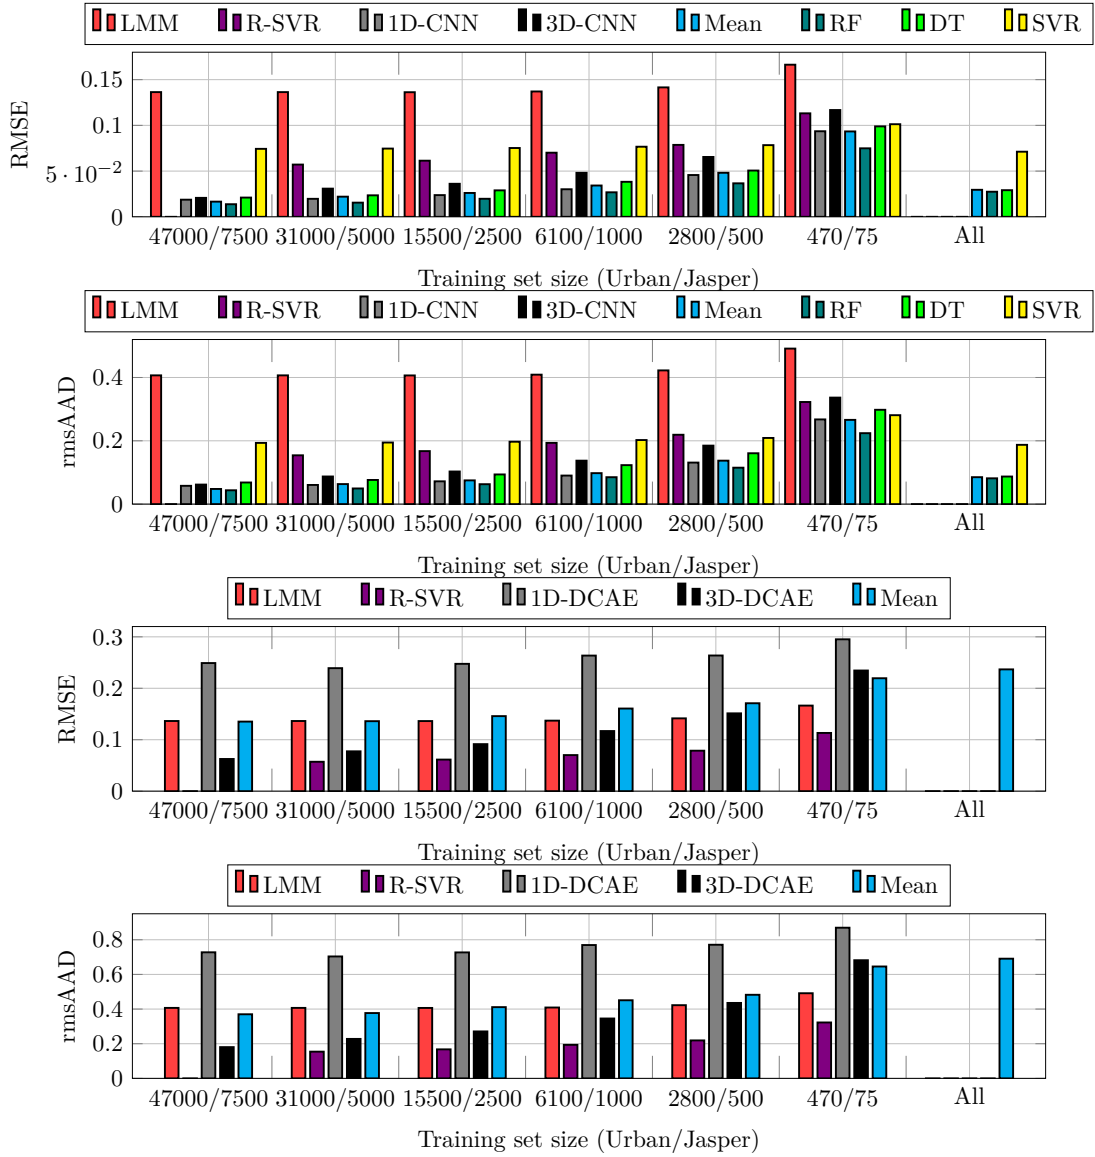 LMM R-SVR 1D-CNN 3D-CNN Mean RF DT SVR
RMSE
0.15
0.1
5 · 10−2
0
47000/7500 31000/5000 15500/2500 6100/1000 2800/500 470/75 All
Training set size (Urban/Jasper)
LMM R-SVR 1D-CNN 3D-CNN Mean RF DT SVR
rmsAAD
0.4
0.2
0
47000/7500 31000/5000 15500/2500 6100/1000 2800/500 470/75 All
Training set size (Urban/Jasper)
LMM R-SVR 1D-DCAE 3D-DCAE Mean
RMSE
0.3
0.2
0.1
0
47000/7500 31000/5000 15500/2500 6100/1000 2800/500 470/75 All
Training set size (Urban/Jasper)
LMM R-SVR 1D-DCAE 3D-DCAE Mean
rmsAAD
0.8
0.6
0.4
0.2
0
47000/7500 31000/5000 15500/2500 6100/1000 2800/500 470/75 All
Training set size (Urban/Jasper)